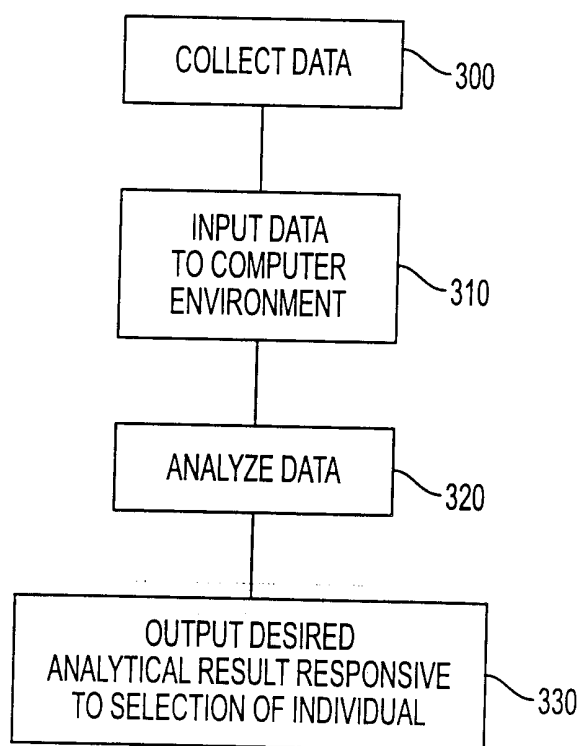 COLLECT DATA
300
INPUT DATA
TO COMPUTER
ENVIRONMENT
310
ANALYZE DATA
320
OUTPUT DESIRED
ANALYTICAL RESULT RESPONSIVE
TO SELECTION OF INDIVIDUAL
330